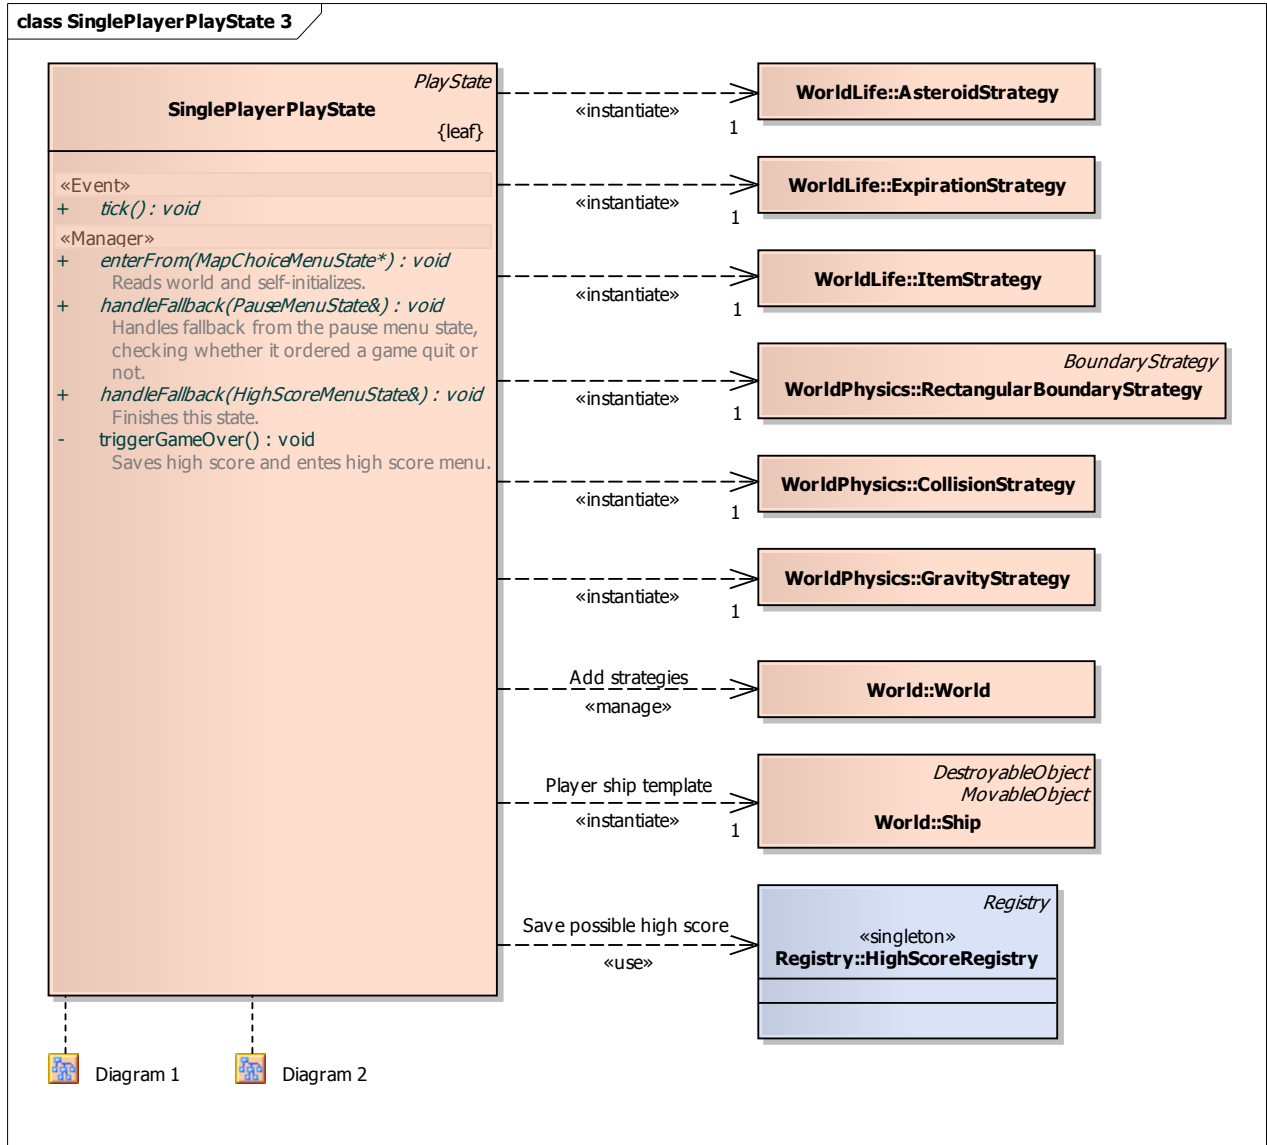 class SinglePlayerPlayState 3
PlayState
SinglePlayerPlayState
{leaf}
«Event»
+ tick() : void
«Manager»
+ enterFrom(MapChoiceMenuState*) : void
Reads world and self-initializes.
+ handleFallback(PauseMenuState&) : void
Handles fallback from the pause menu state,
checking whether it ordered a game quit or
not.
+ handleFallback(HighScoreMenuState&) : void
Finishes this state.
- triggerGameOver() : void
Saves high score and entes high score menu.
«instantiate»
1
WorldLife::AsteroidStrategy
«instantiate»
1
WorldLife::ExpirationStrategy
«instantiate»
1
WorldLife::ItemStrategy
«instantiate»
1
BoundaryStrategy
WorldPhysics::RectangularBoundaryStrategy
«instantiate»
1
WorldPhysics::CollisionStrategy
«instantiate»
1
WorldPhysics::GravityStrategy
Add strategies
«manage»
World::World
Player ship template
«instantiate»
1
DestroyableObject
MovableObject
World::Ship
Save possible high score
«use»
Registry
«singleton»
Registry::HighScoreRegistry
Diagram 1
Diagram 2